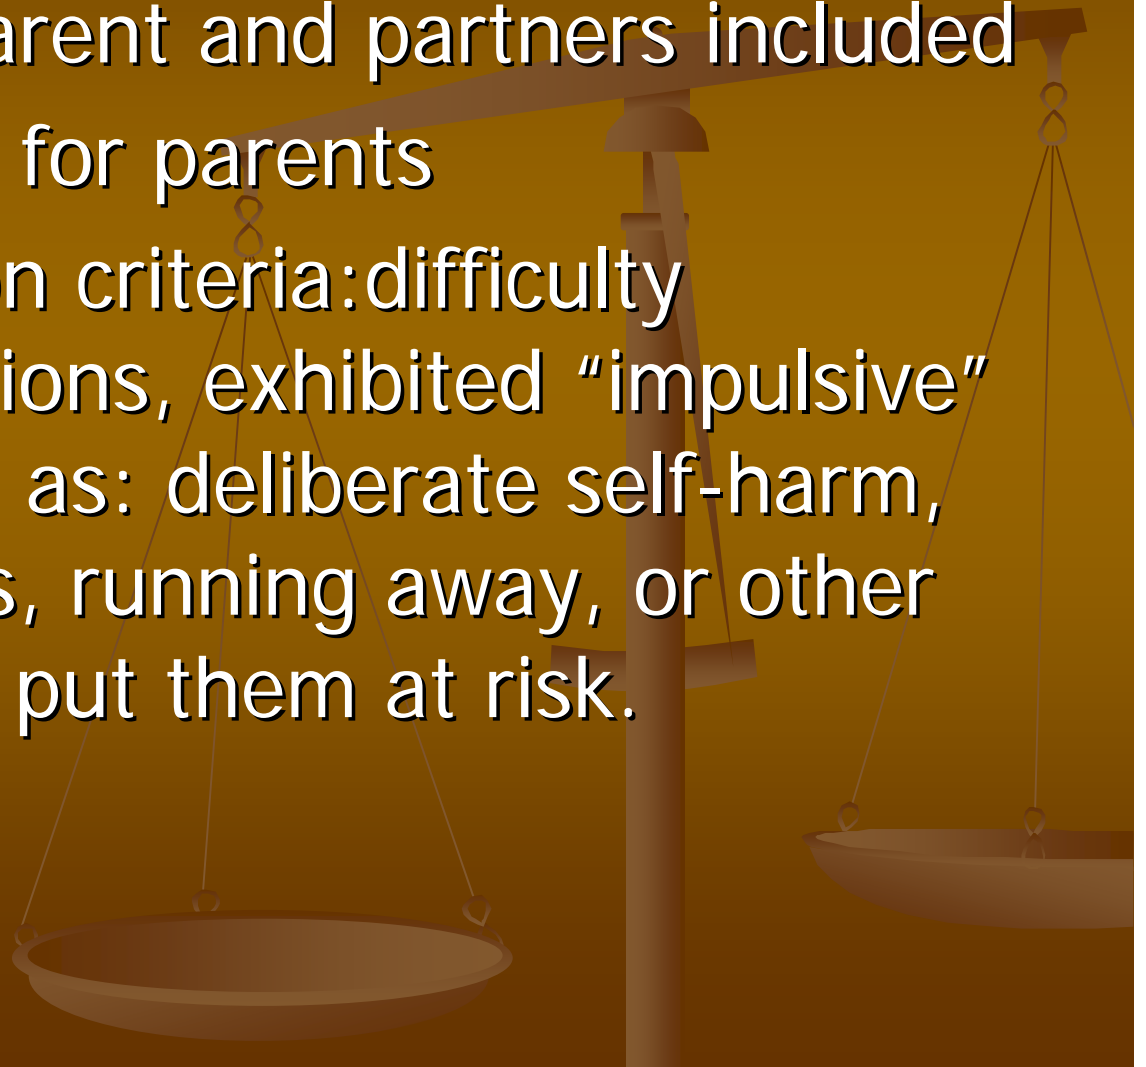 arent and partners included
for parents
on criteria:difficulty
ions, exhibited “impulsive”
as: deliberate self-harm,
s, running away, or other
put them at risk.